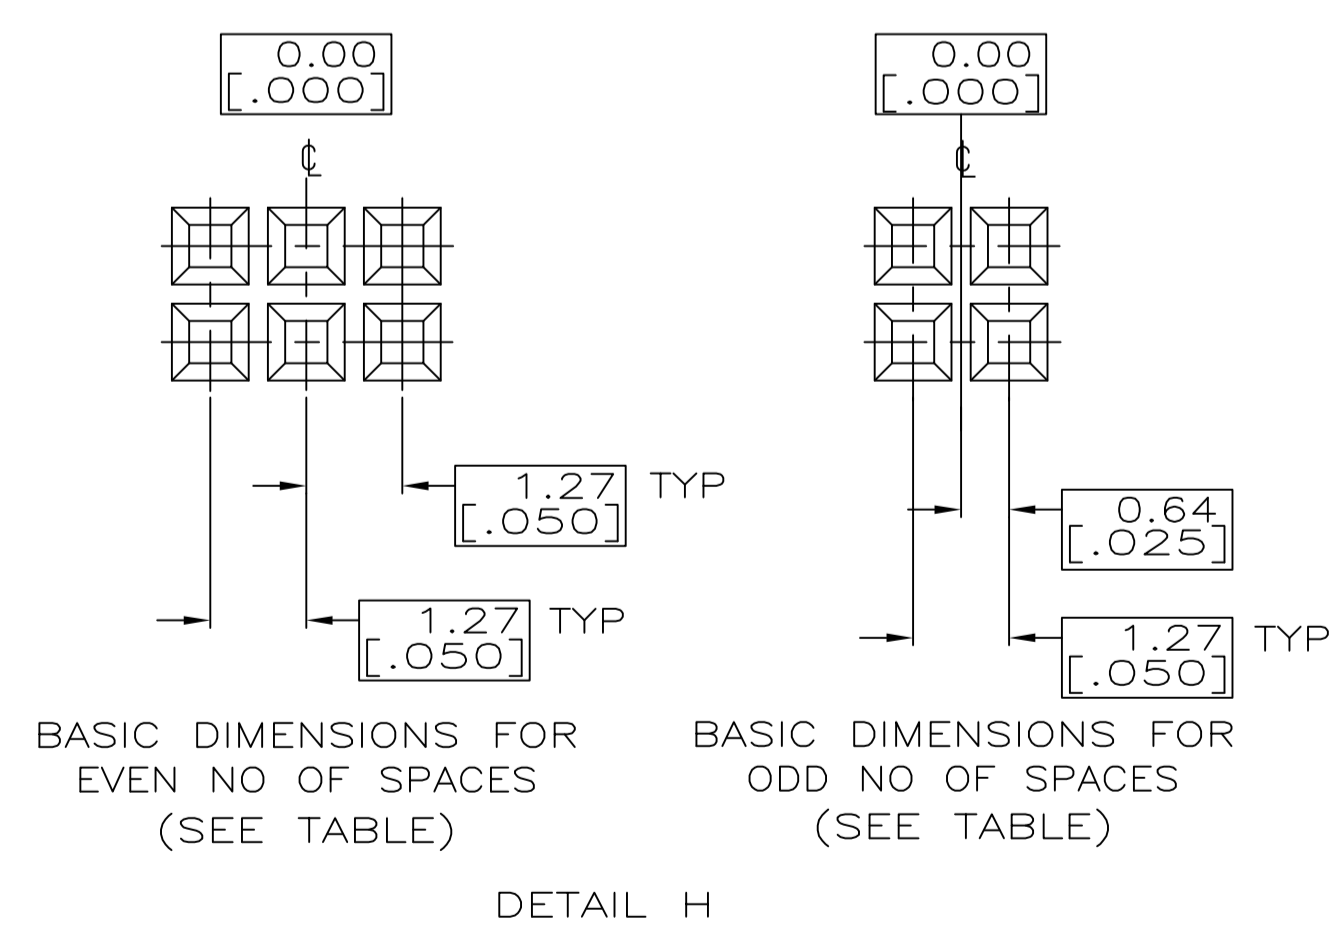 0.00
[.000]
℄
1.27 TYP
[.050]
1.27 TYP
[.050]
BASIC DIMENSIONS FOR
EVEN NO OF SPACES
(SEE TABLE)
0.00
[.000]
℄
0.64
[.025]
1.27 TYP
[.050]
BASIC DIMENSIONS FOR
ODD NO OF SPACES
(SEE TABLE)
DETAIL H